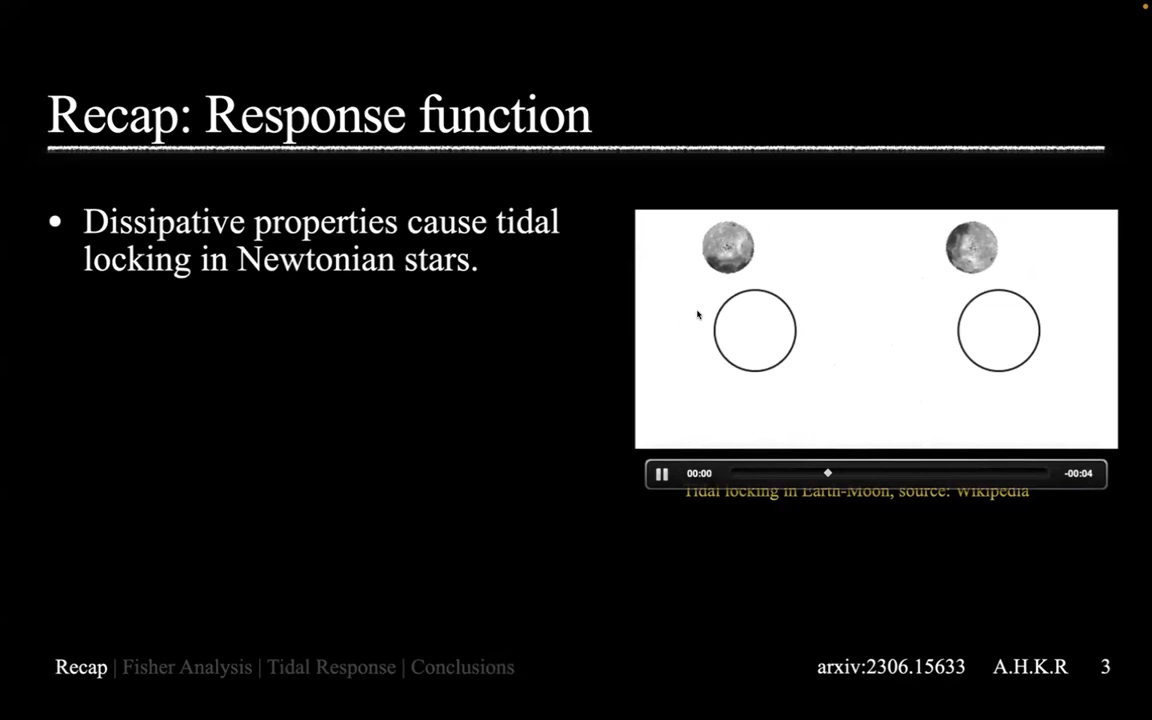 Recap: Response function
• Dissipative properties cause tidal
locking in Newtonian stars.
00:00
-00:04
Tidal locking in Earth-Moon, source: Wikipedia
Recap | Fisher Analysis | Tidal Response | Conclusions
arxiv:2306.15633 A.H.K.R 3